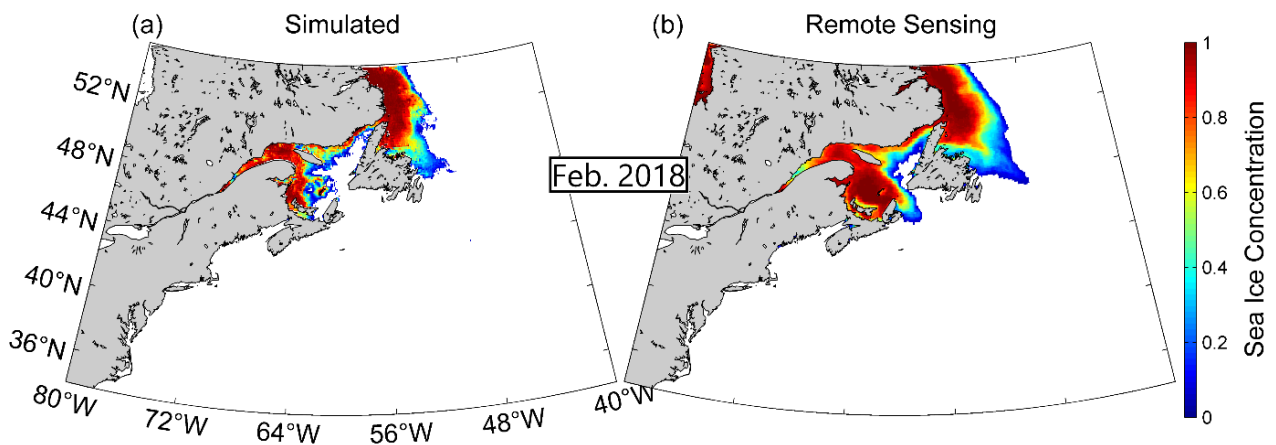 (a) Simulated
(b) Remote Sensing
52°N
48°N
44°N
40°N
36°N
80°W
72°W
64°W
56°W
48°W
40°W
Feb. 2018
1
0.8
0.6
0.4
0.2
0
Sea Ice Concentration